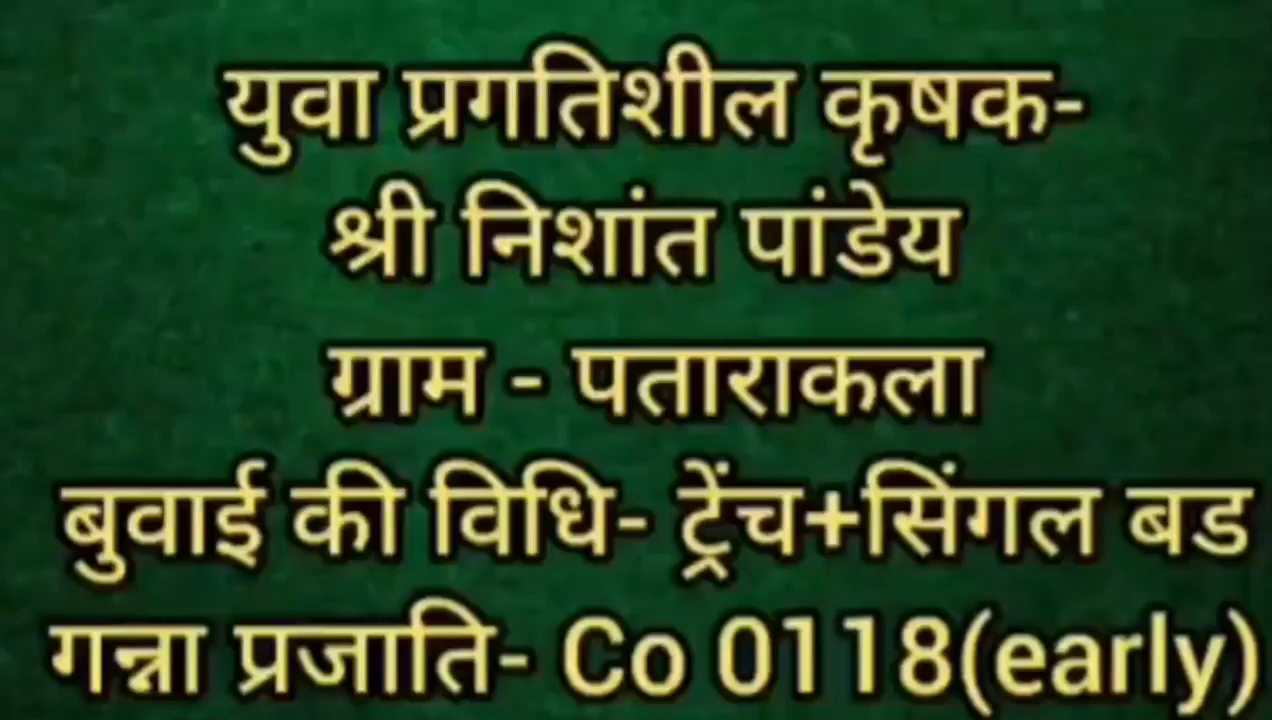 युवा प्रगतिशील कृषक-
श्री निशांत पांडेय
ग्राम - पताराकला
बुवाई की विधि- ट्रेंच+सिंगल बड
गन्ना प्रजाति- Co 0118(early)